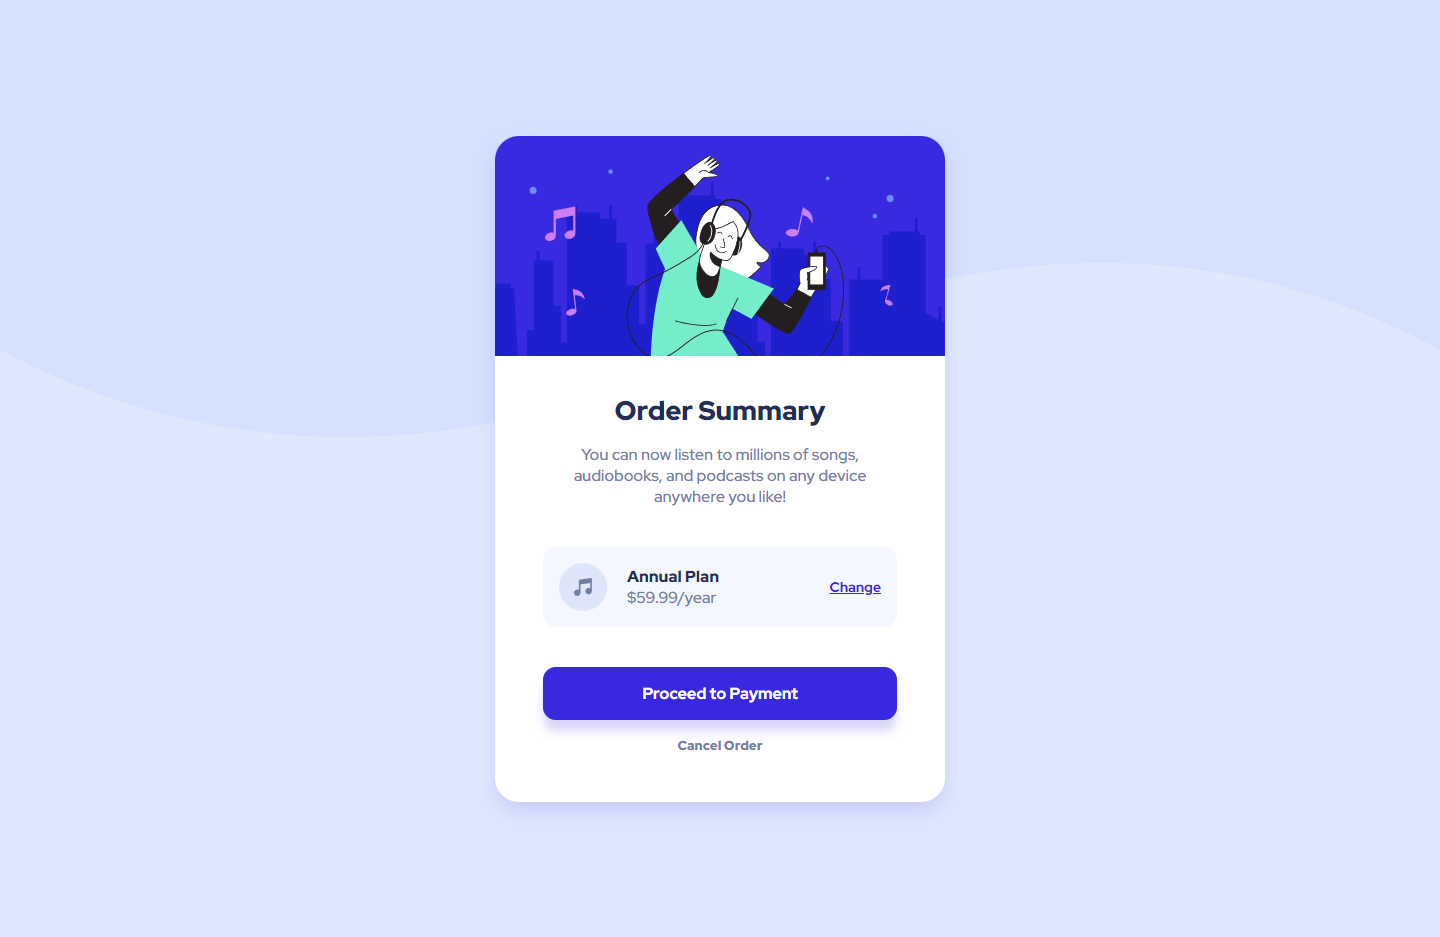 Order Summary
You can now listen to millions of songs,
audiobooks, and podcasts on any device
anywhere you like!
Annual Plan
$59.99/year
Change
Proceed to Payment
Cancel Order